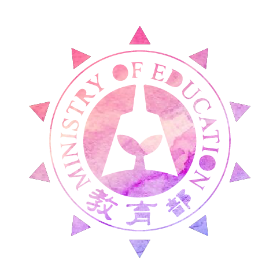 MINISTRY OF EDUCATION
教育部